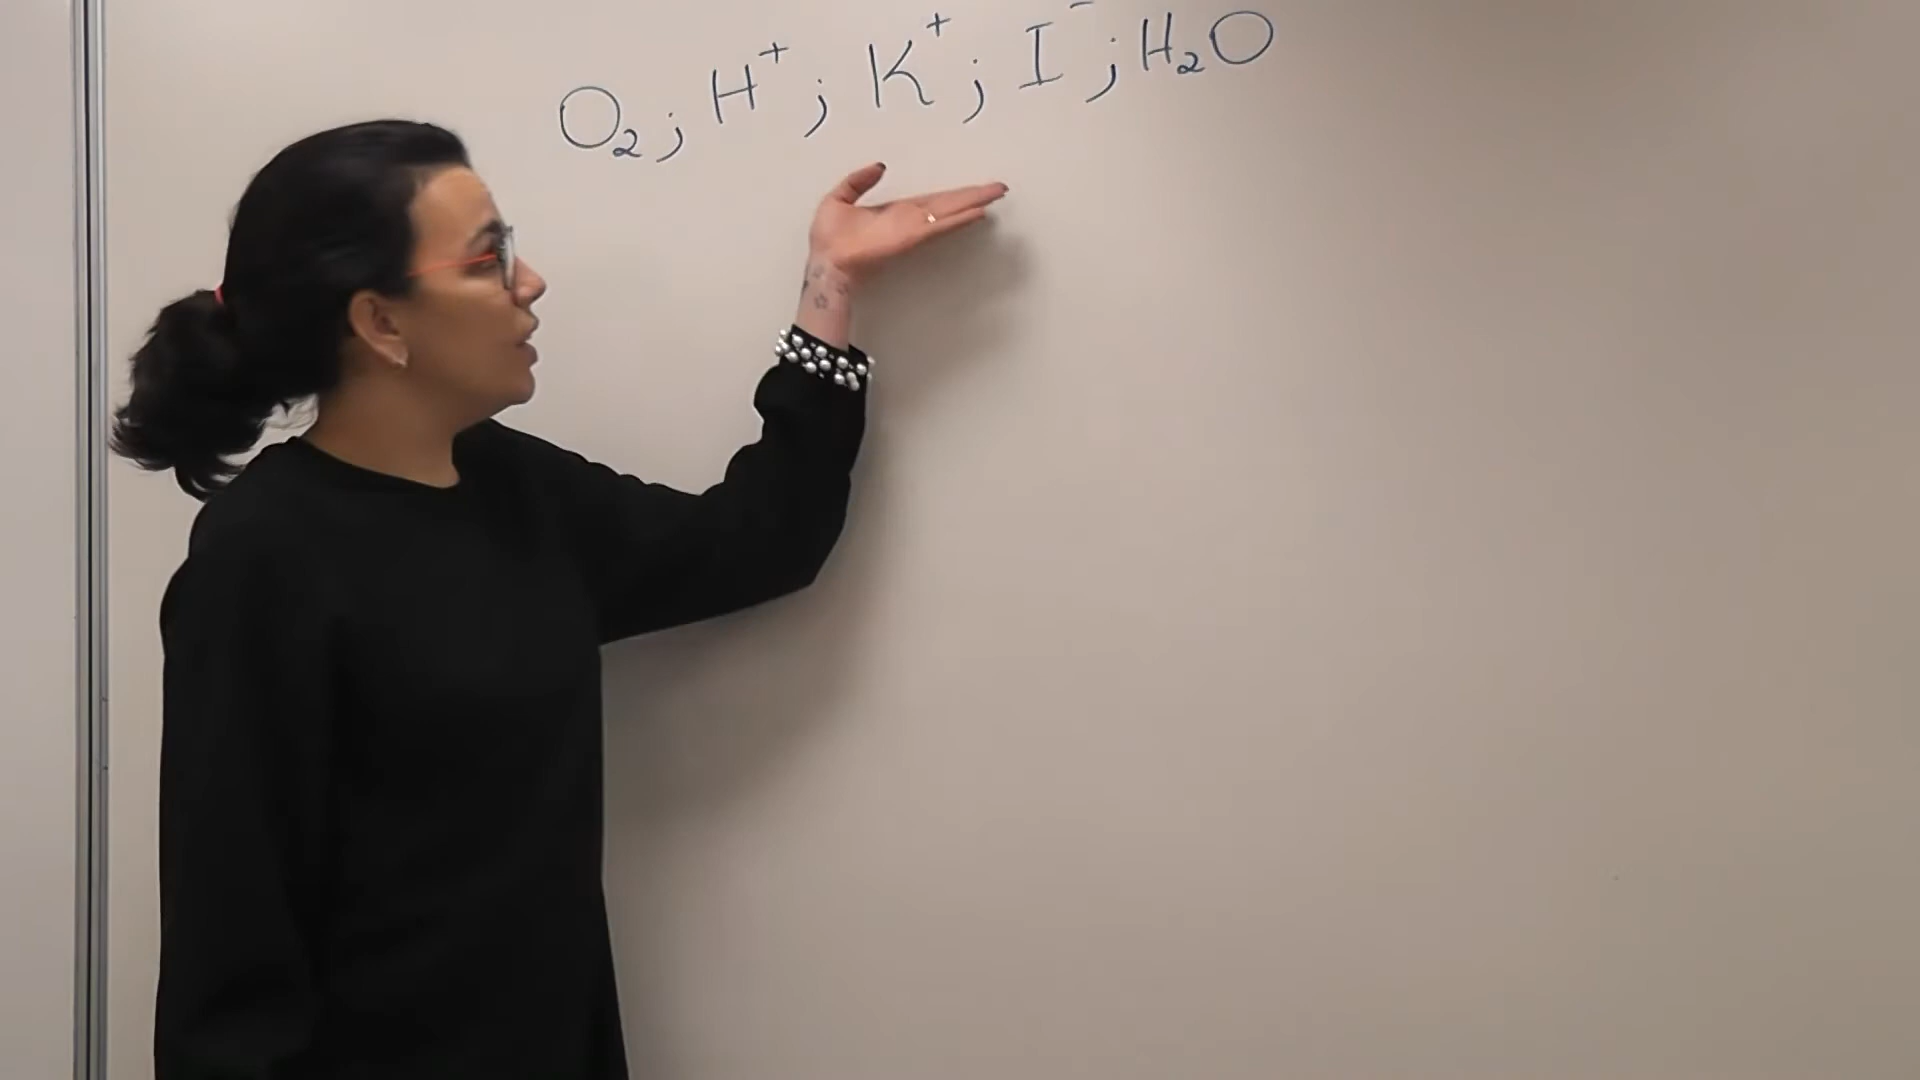 O₂ ; H⁺ ; K⁺ ; I⁻ ; H₂O